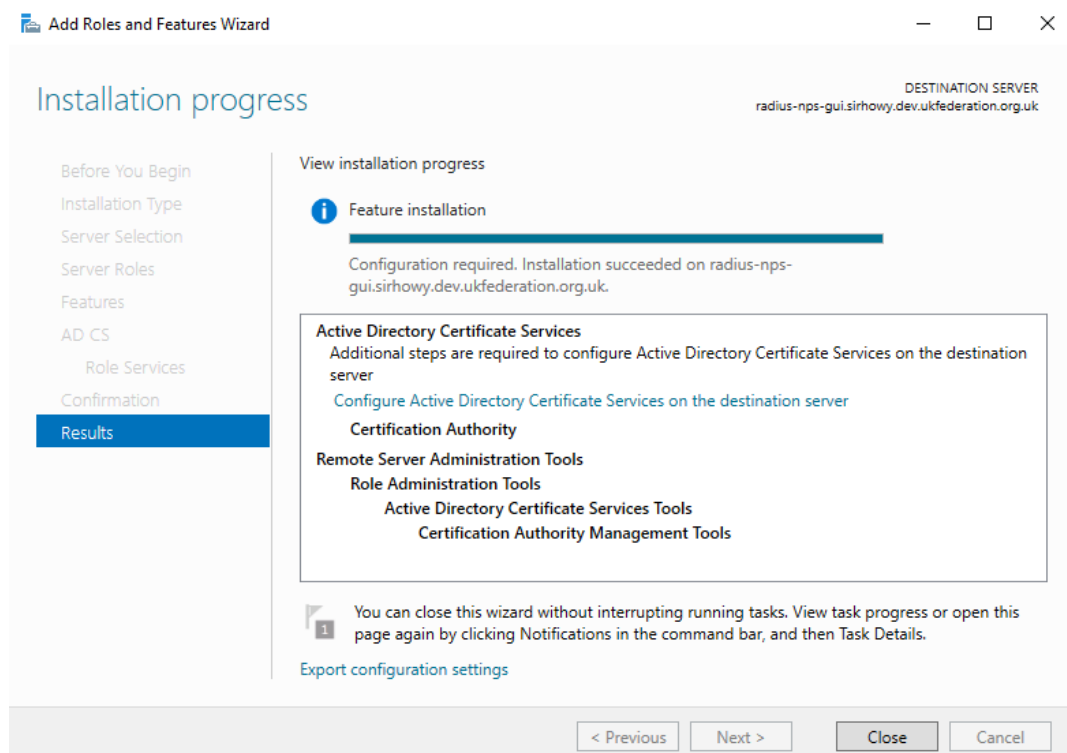 Add Roles and Features Wizard
Installation progress
DESTINATION SERVER
radius-nps-gui.sirhowy.dev.ukfederation.org.uk
Before You Begin
Installation Type
Server Selection
Server Roles
Features
AD CS
Role Services
Confirmation
Results
View installation progress
Feature installation
Configuration required. Installation succeeded on radius-nps-
gui.sirhowy.dev.ukfederation.org.uk.
Active Directory Certificate Services
Additional steps are required to configure Active Directory Certificate Services on the destination
server
Configure Active Directory Certificate Services on the destination server
Certification Authority
Remote Server Administration Tools
Role Administration Tools
Active Directory Certificate Services Tools
Certification Authority Management Tools
1
You can close this wizard without interrupting running tasks. View task progress or open this
page again by clicking Notifications in the command bar, and then Task Details.
Export configuration settings
< Previous
Next >
Close
Cancel